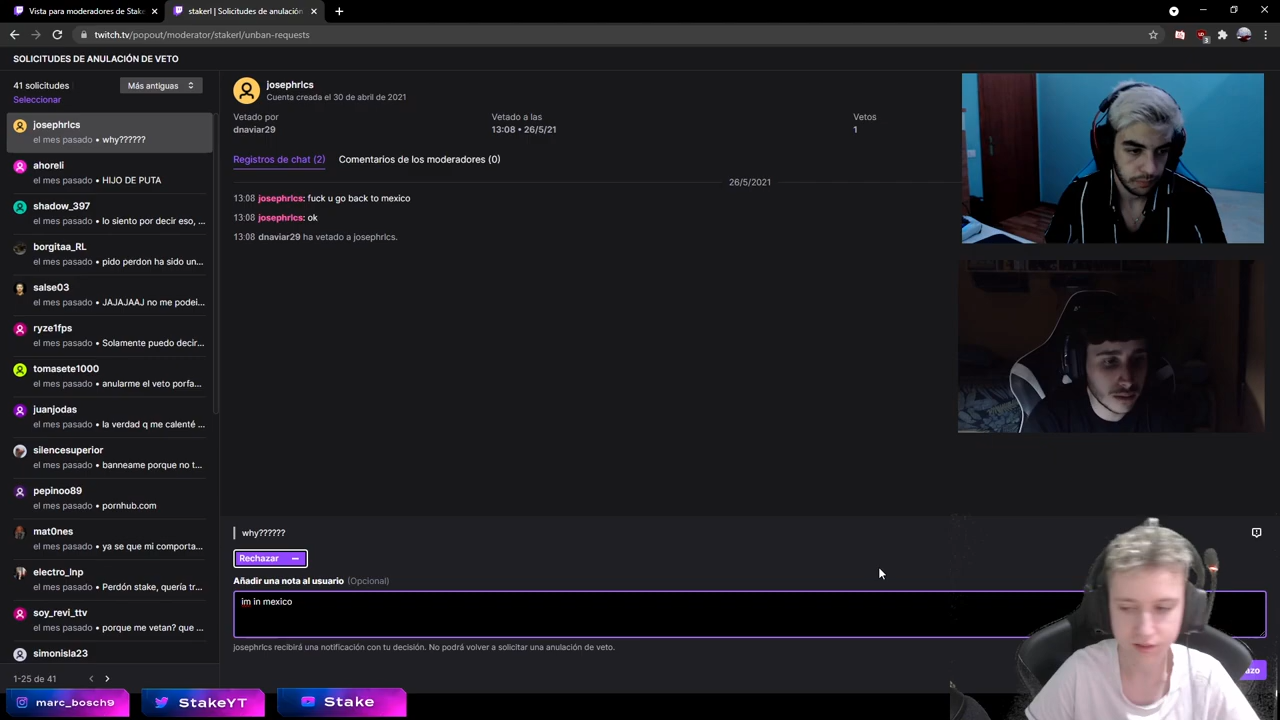 Vista para moderadores de Stake
stakerl | Solicitudes de anulación
twitch.tv/popout/moderator/stakerl/unban-requests
3
SOLICITUDES DE ANULACIÓN DE VETO
41 solicitudes
Más antiguas
Seleccionar
josephrlcs
el mes pasado • why??????
ahoreli
el mes pasado • HIJO DE PUTA
shadow_397
el mes pasado • lo siento por decir eso, ...
borgitaa_RL
el mes pasado • pido perdon ha sido un...
salse03
el mes pasado • JAJAJAAJ no me podei...
ryze1fps
el mes pasado • Solamente puedo decir...
tomasete1000
el mes pasado • anularme el veto porfa...
juanjodas
el mes pasado • la verdad q me calenté ...
silencesuperior
el mes pasado • banneame porque no t...
pepinoo89
el mes pasado • pornhub.com
mat0nes
el mes pasado • ya se que mi comporta...
electro_lnp
el mes pasado • Perdón stake, quería tr...
soy_revi_ttv
el mes pasado • porque me vetan? que ...
simonisla23
1-25 de 41
josephrlcs
Cuenta creada el 30 de abril de 2021
Vetado por
dnaviar29
Vetado a las
13:08 • 26/5/21
Vetos
1
Registros de chat (2)
Comentarios de los moderadores (0)
26/5/2021
13:08 josephrlcs: fuck u go back to mexico
13:08 josephrlcs: ok
13:08 dnaviar29 ha vetado a josephrlcs.
why??????
Rechazar
Añadir una nota al usuario (Opcional)
im in mexico
josephrlcs recibirá una notificación con tu decisión. No podrá volver a solicitar una anulación de veto.
marc_bosch9
StakeYT
Stake